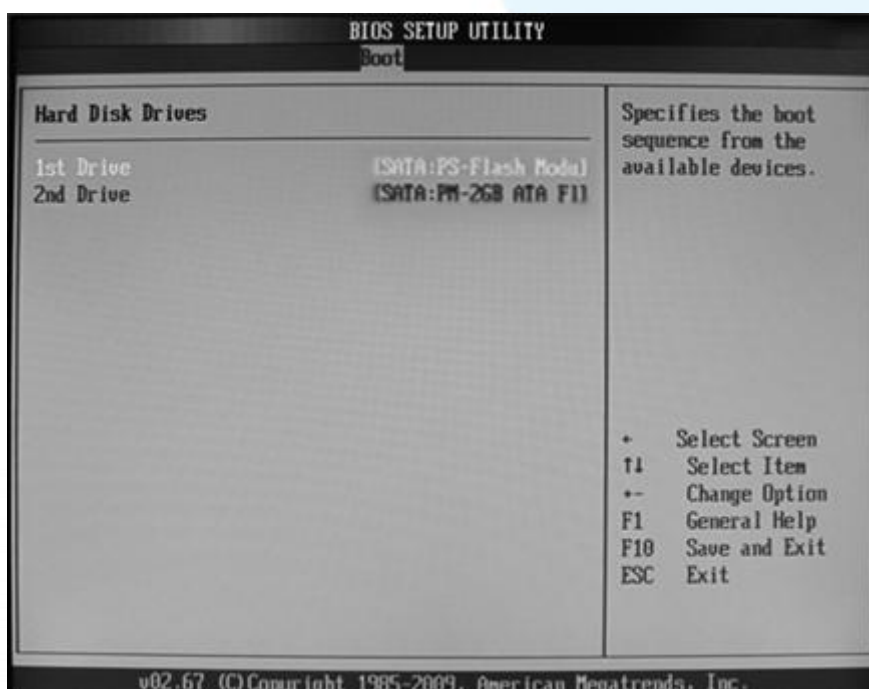 BIOS SETUP UTILITY
Boot
Hard Disk Drives
1st Drive [SATA:PS-Flash Modu]
2nd Drive [SATA:PM-2GB ATA Fl]
Specifies the boot
sequence from the
available devices.
← Select Screen
↑↓ Select Item
+- Change Option
F1 General Help
F10 Save and Exit
ESC Exit
v02.67 (C)Copyright 1985-2009, American Megatrends, Inc.